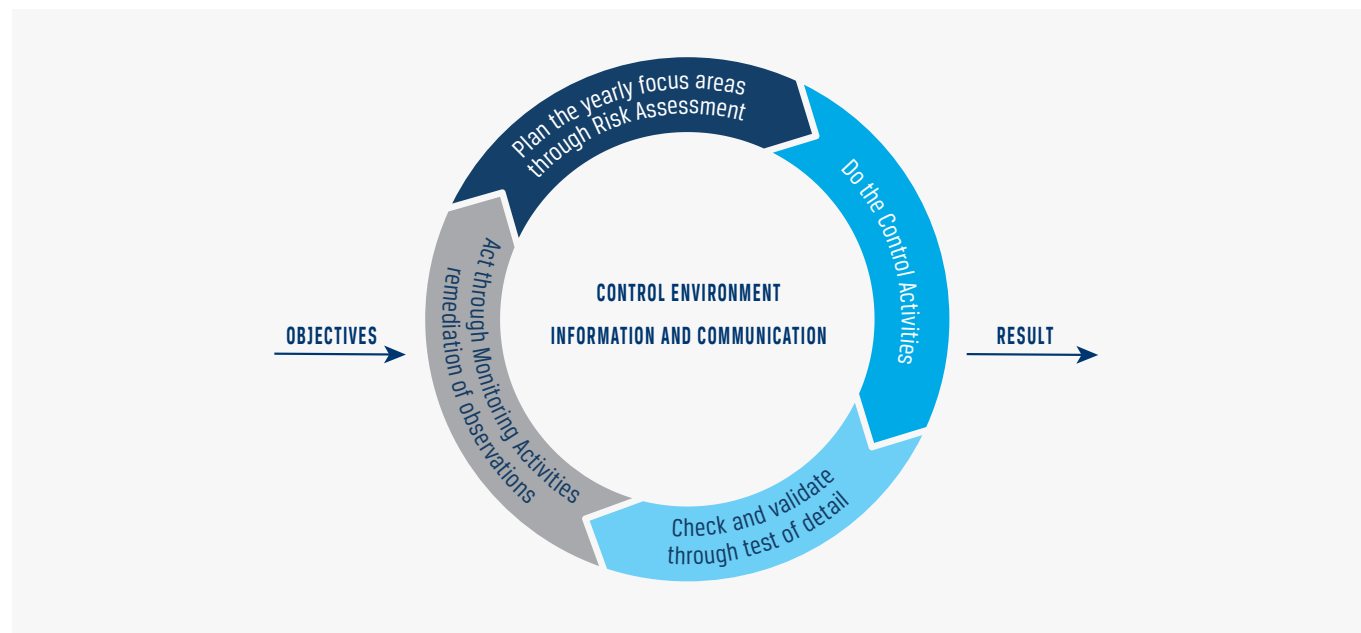 Plan the yearly focus areas
through Risk Assessment
Do the Control Activities
CONTROL ENVIRONMENT
INFORMATION AND COMMUNICATION
OBJECTIVES
RESULT
Check and validate
through test of detail
Act through Monitoring Activities
remediation of observations